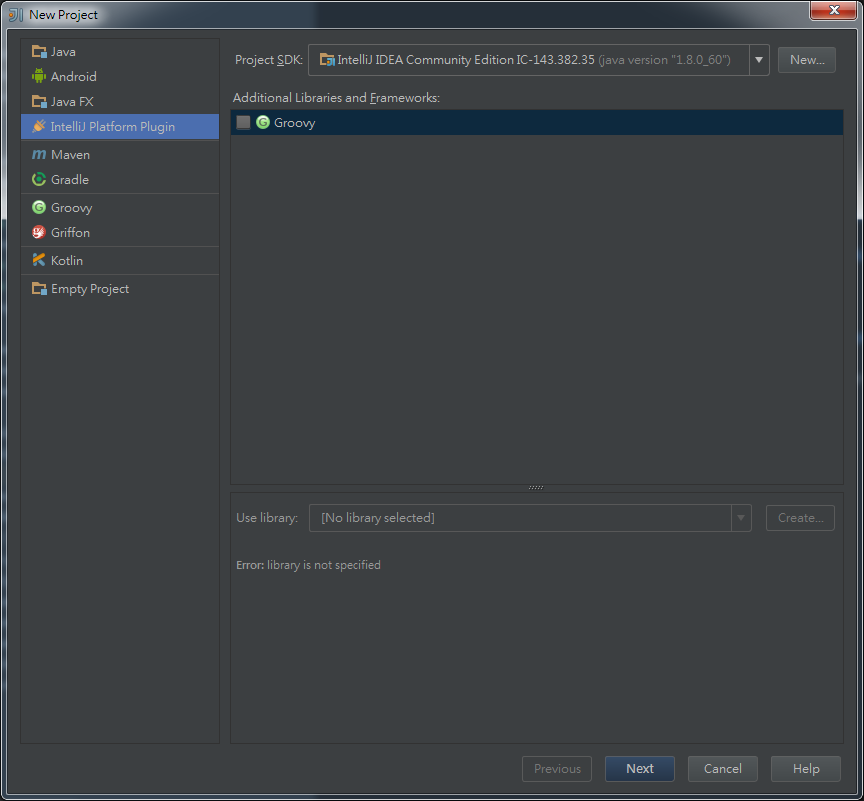 New Project
Java
Android
Java FX
IntelliJ Platform Plugin
Maven
Gradle
Groovy
Griffon
Kotlin
Empty Project
Project SDK: IntelliJ IDEA Community Edition IC-143.382.35 (java version "1.8.0_60") New...
Additional Libraries and Frameworks:
Groovy
Use library: [No library selected] Create...
Error: library is not specified
Previous Next Cancel Help